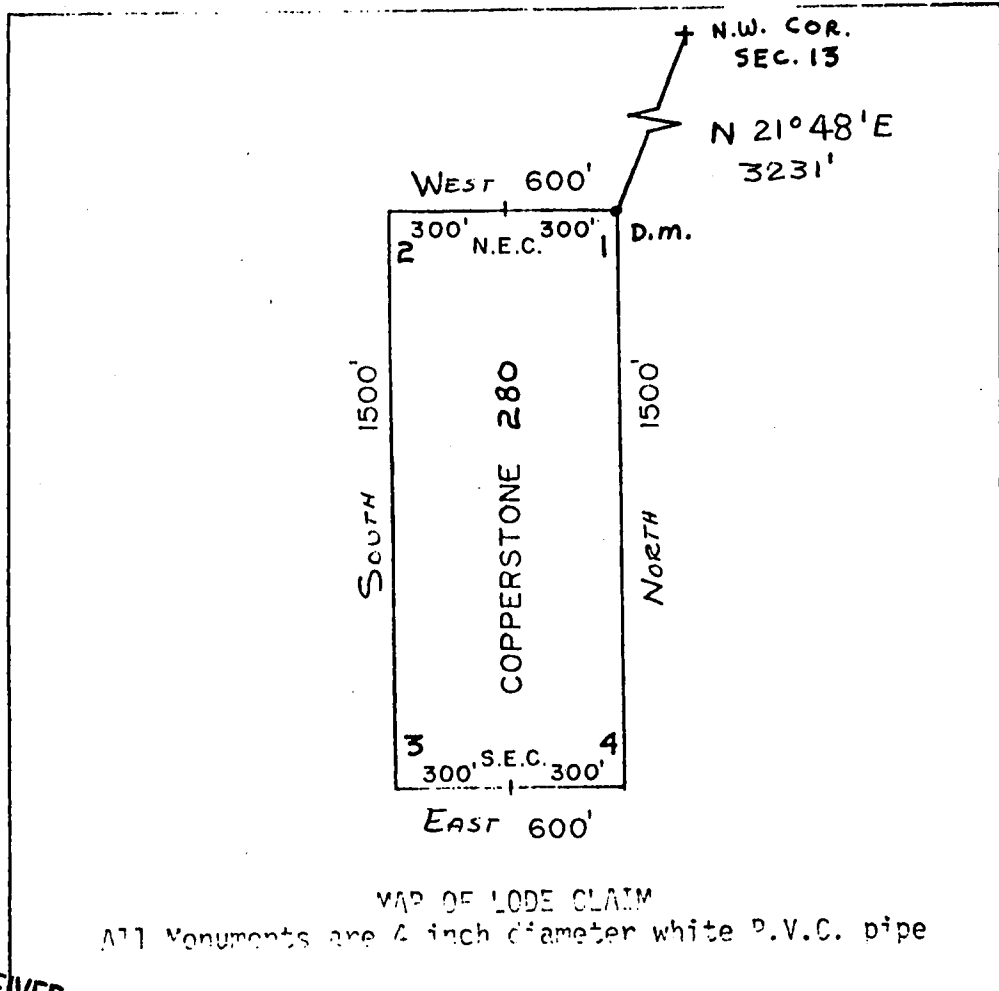 N.W. COR.
SEC. 13
N 21°48'E
3231'
WEST 600'
300' 300'
N.E.C.
2 1 D.M.
SOUTH 1500'
COPPERSTONE 280
NORTH 1500'
3 4
S.E.C.
300' 300'
EAST 600'
MAP OF LODE CLAIM
All Monuments are 4 inch diameter white P.V.C. pipe